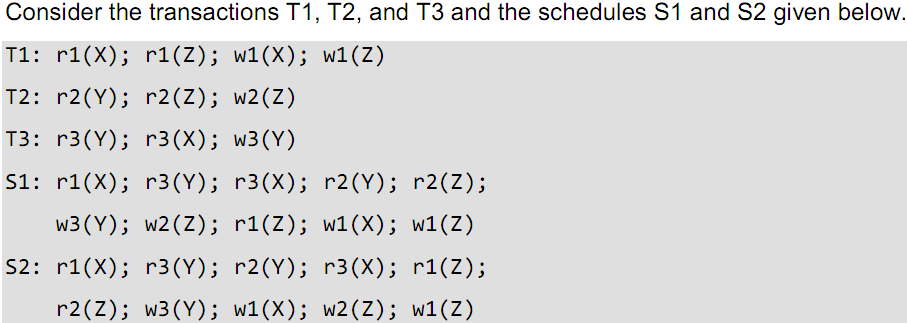 Consider the transactions T1, T2, and T3 and the schedules S1 and S2 given below.
T1: r1(X); r1(Z); w1(X); w1(Z)
T2: r2(Y); r2(Z); w2(Z)
T3: r3(Y); r3(X); w3(Y)
S1: r1(X); r3(Y); r3(X); r2(Y); r2(Z);
w3(Y); w2(Z); r1(Z); w1(X); w1(Z)
S2: r1(X); r3(Y); r2(Y); r3(X); r1(Z);
r2(Z); w3(Y); w1(X); w2(Z); w1(Z)